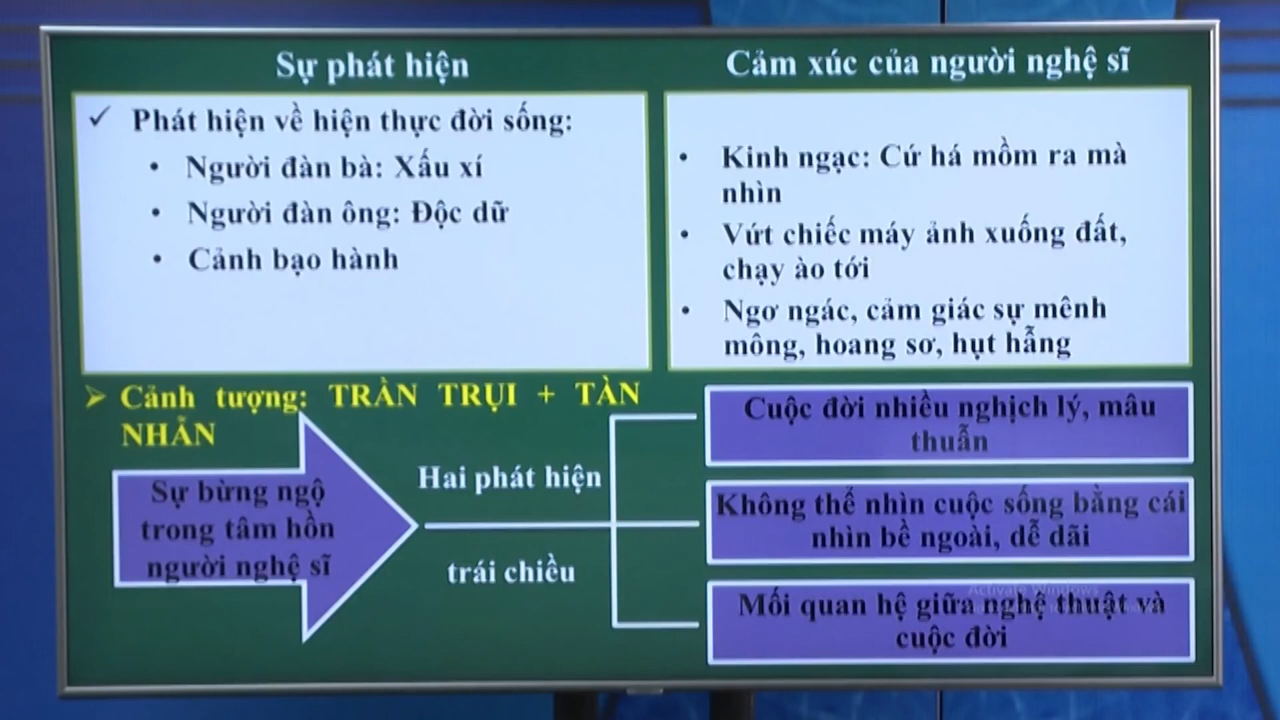 Sự phát hiện
Cảm xúc của người nghệ sĩ
✓ Phát hiện về hiện thực đời sống:
• Người đàn bà: Xấu xí
• Người đàn ông: Độc dữ
• Cảnh bạo hành
• Kinh ngạc: Cứ há mồm ra mà
nhìn
• Vứt chiếc máy ảnh xuống đất,
chạy ào tới
• Ngơ ngác, cảm giác sự mênh
mông, hoang sơ, hụt hẫng
➢ Cảnh tượng: TRẦN TRỤI + TÀN
NHẪN
Sự bừng ngộ
trong tâm hồn
người nghệ sĩ
Hai phát hiện
trái chiều
Cuộc đời nhiều nghịch lý, mâu
thuẫn
Không thể nhìn cuộc sống bằng cái
nhìn bề ngoài, dễ dãi
Mối quan hệ giữa nghệ thuật và
cuộc đời
Activate Windows